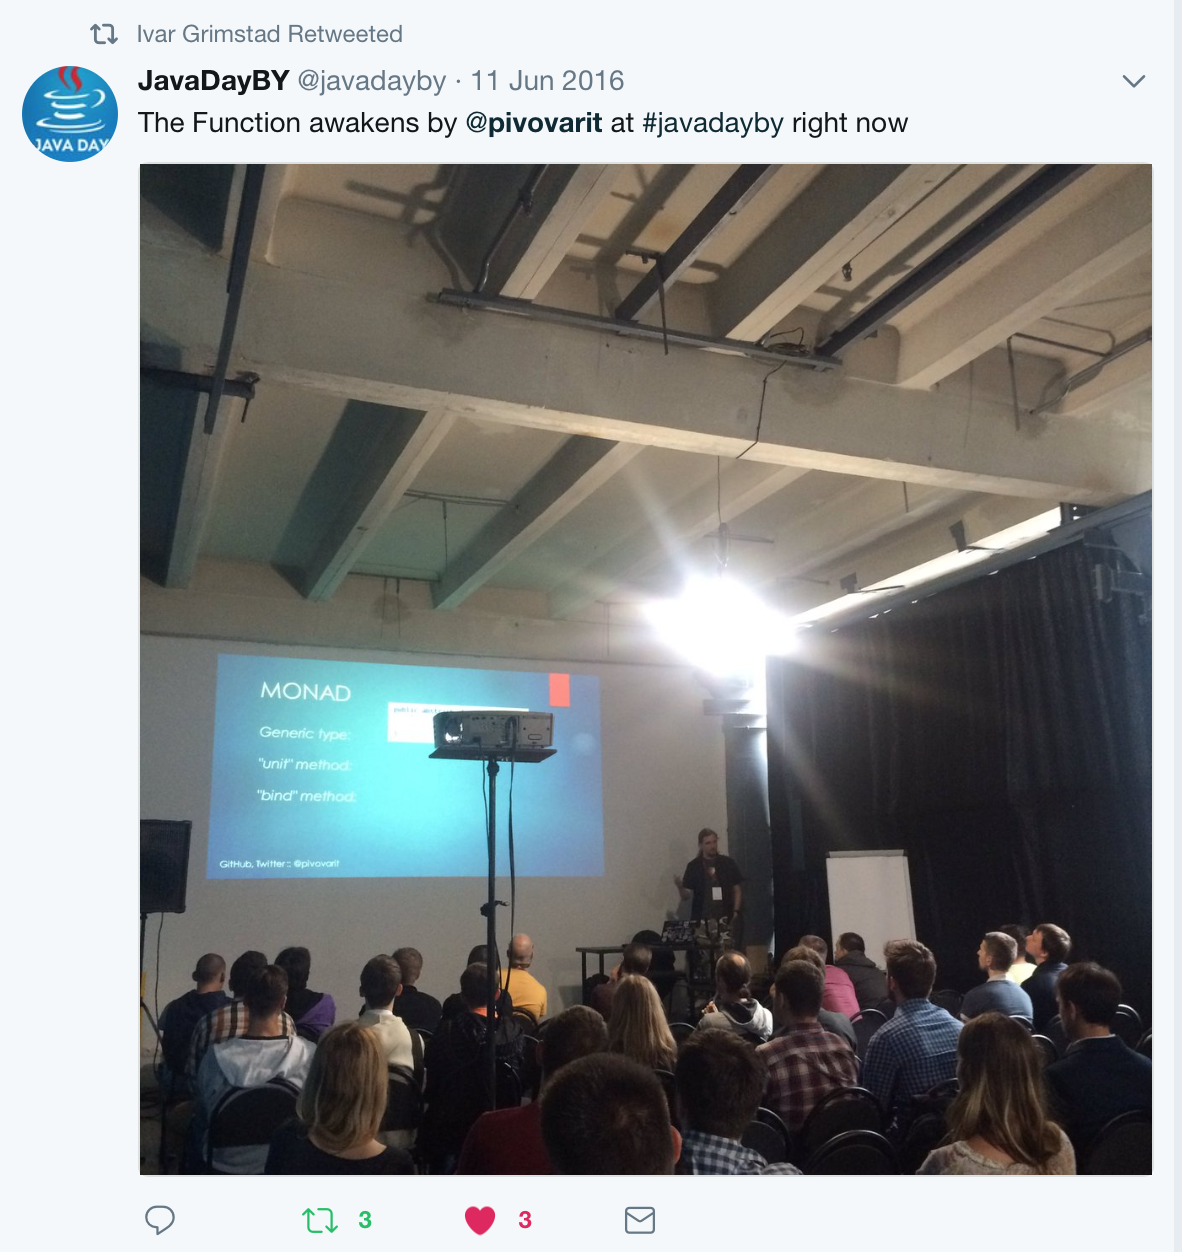 Ivar Grimstad Retweeted
JavaDayBY @javadayby · 11 Jun 2016
JAVA DAY
The Function awakens by @pivovarit at #javadayby right now
MONAD
public
Generic type:
"unit" method:
"bind" method:
GitHub, Twitter:: @pivovarit
3 3